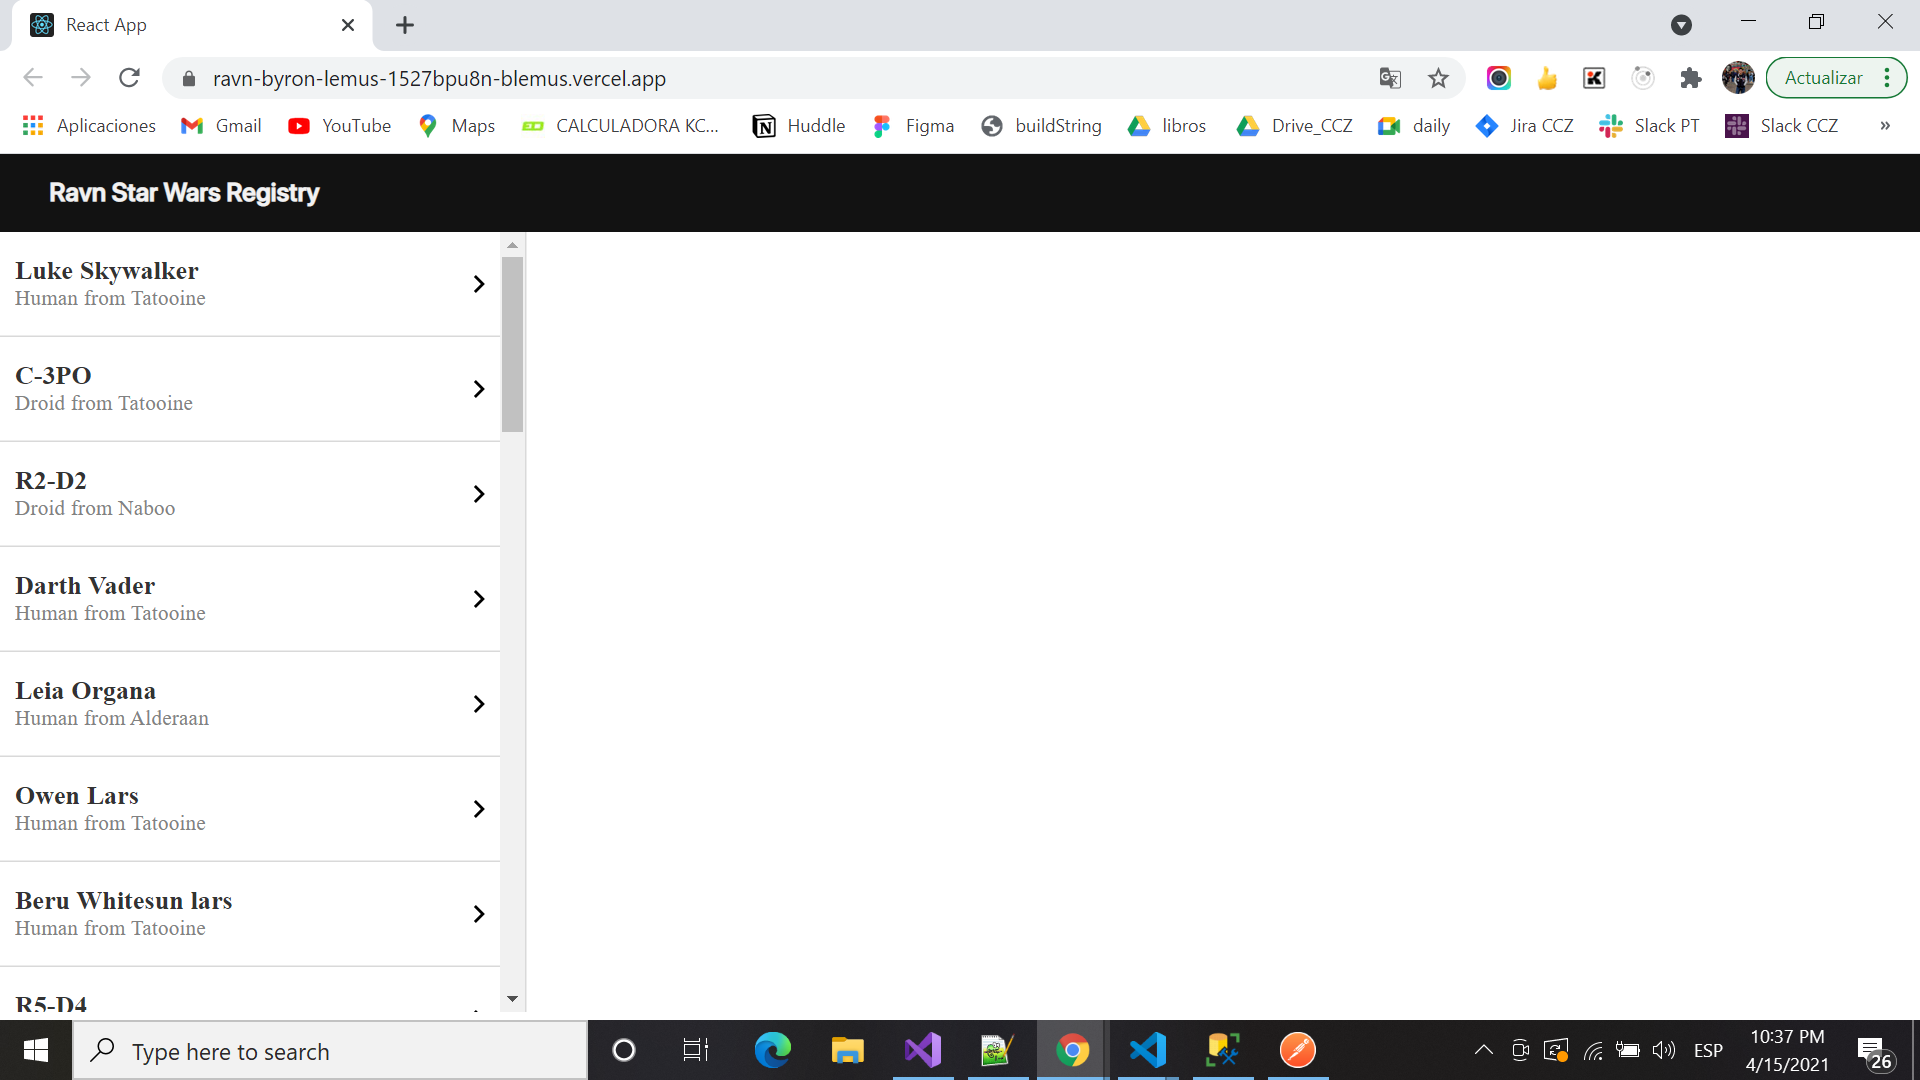 React App
ravn-byron-lemus-1527bpu8n-blemus.vercel.app
Actualizar
Aplicaciones Gmail YouTube Maps CALCULADORA KC... Huddle Figma buildString libros Drive_CCZ daily Jira CCZ Slack PT Slack CCZ »
Ravn Star Wars Registry
Luke Skywalker
Human from Tatooine
C-3PO
Droid from Tatooine
R2-D2
Droid from Naboo
Darth Vader
Human from Tatooine
Leia Organa
Human from Alderaan
Owen Lars
Human from Tatooine
Beru Whitesun lars
Human from Tatooine
R5-D4
Type here to search
ESP
10:37 PM
4/15/2021
26